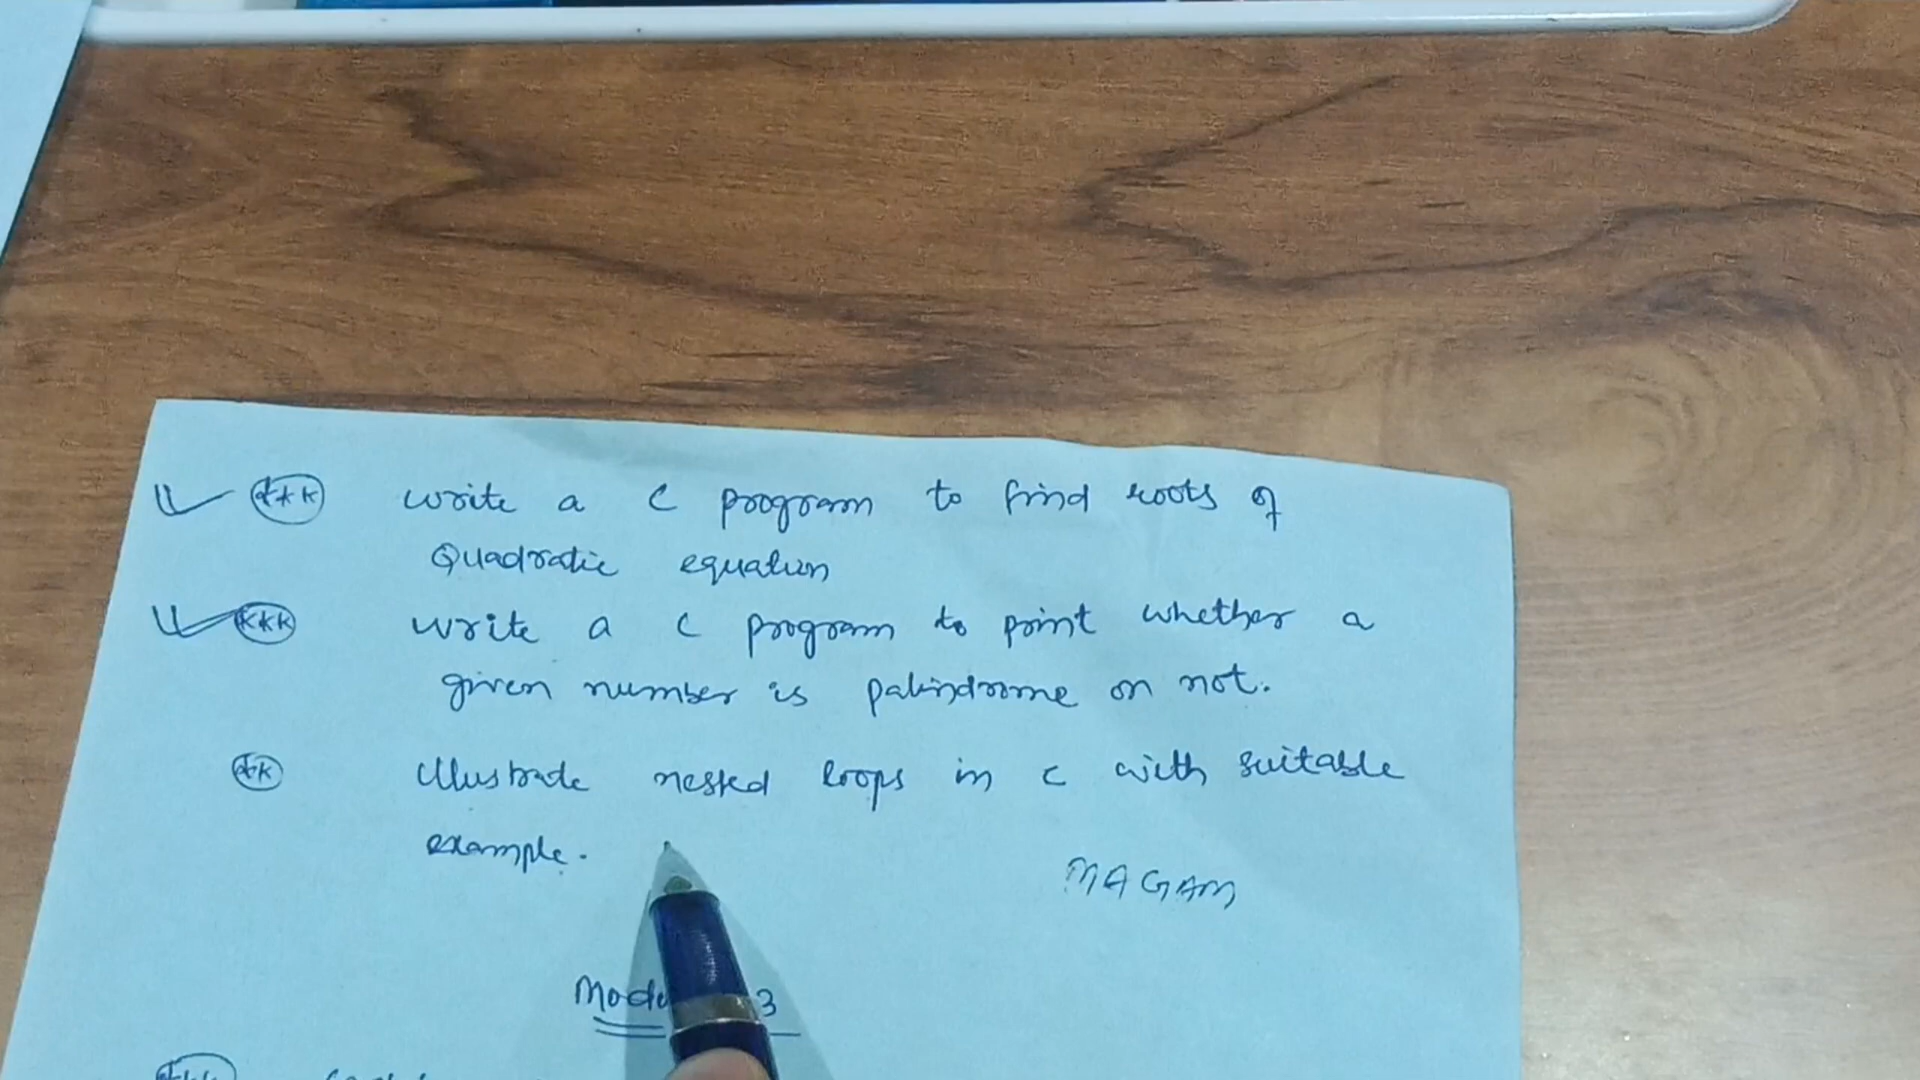 *** write a C program to find roots of
Quadratic equation
*** write a C program to print whether a
given number is palindrome or not.
** illustrate nested loops in C with suitable
example.
MAGAM
3
***